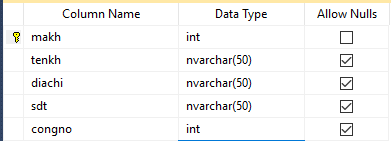 Column Name Data Type Allow Nulls
makh int
tenkh nvarchar(50)
diachi nvarchar(50)
sdt nvarchar(50)
congno int